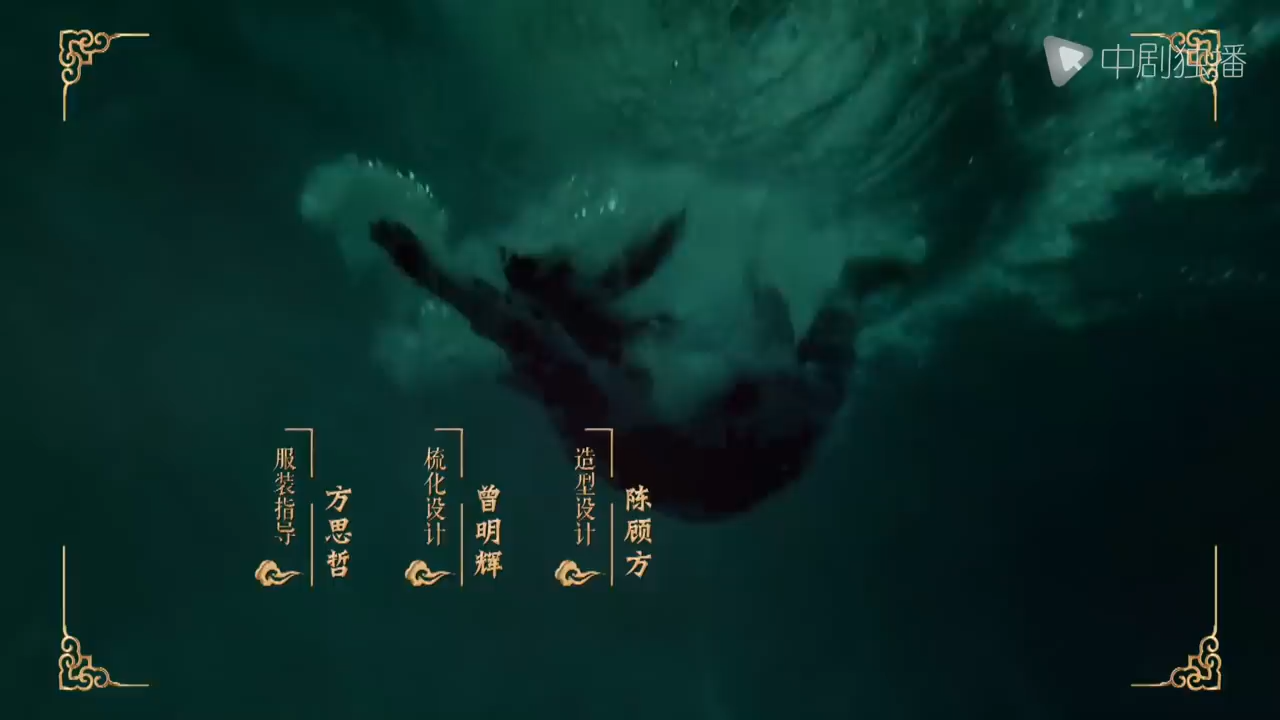 中剧独播
造型设计
陈顾方
梳化设计
曾明辉
服装指导
方思哲